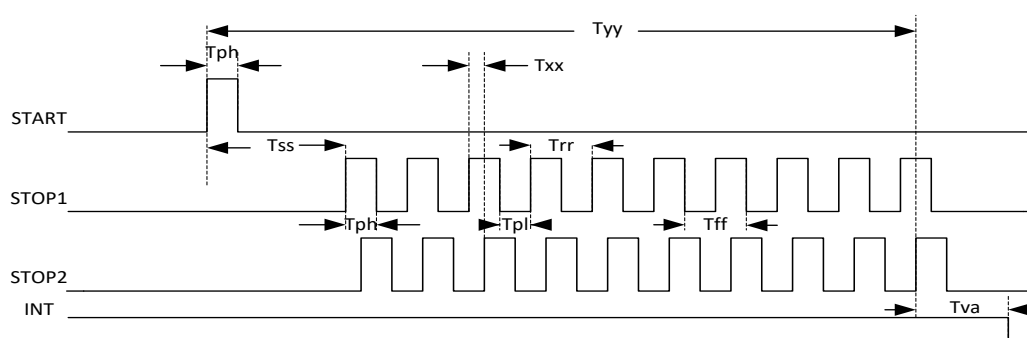 Tyy
Tph
Txx
START
Tss
Trr
STOP1
Tph
Tpl
Tff
STOP2
INT
Tva